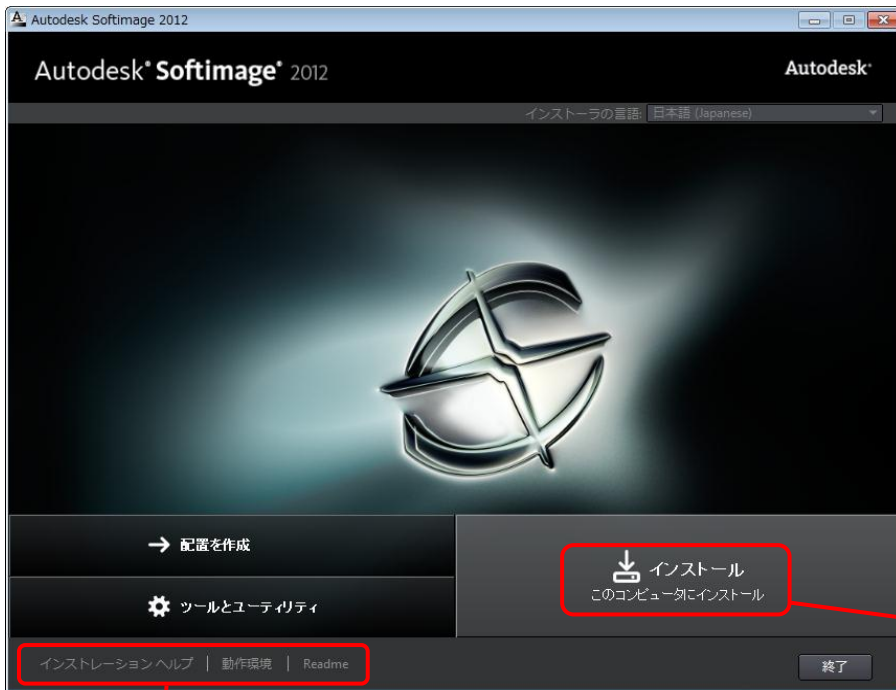 Autodesk Softimage 2012
Autodesk® Softimage® 2012
Autodesk®
インストーラの言語: 日本語 (Japanese)
配置を作成
ツールとユーティリティ
インストール
このコンピュータにインストール
インストレーション ヘルプ | 動作環境 | Readme
終了